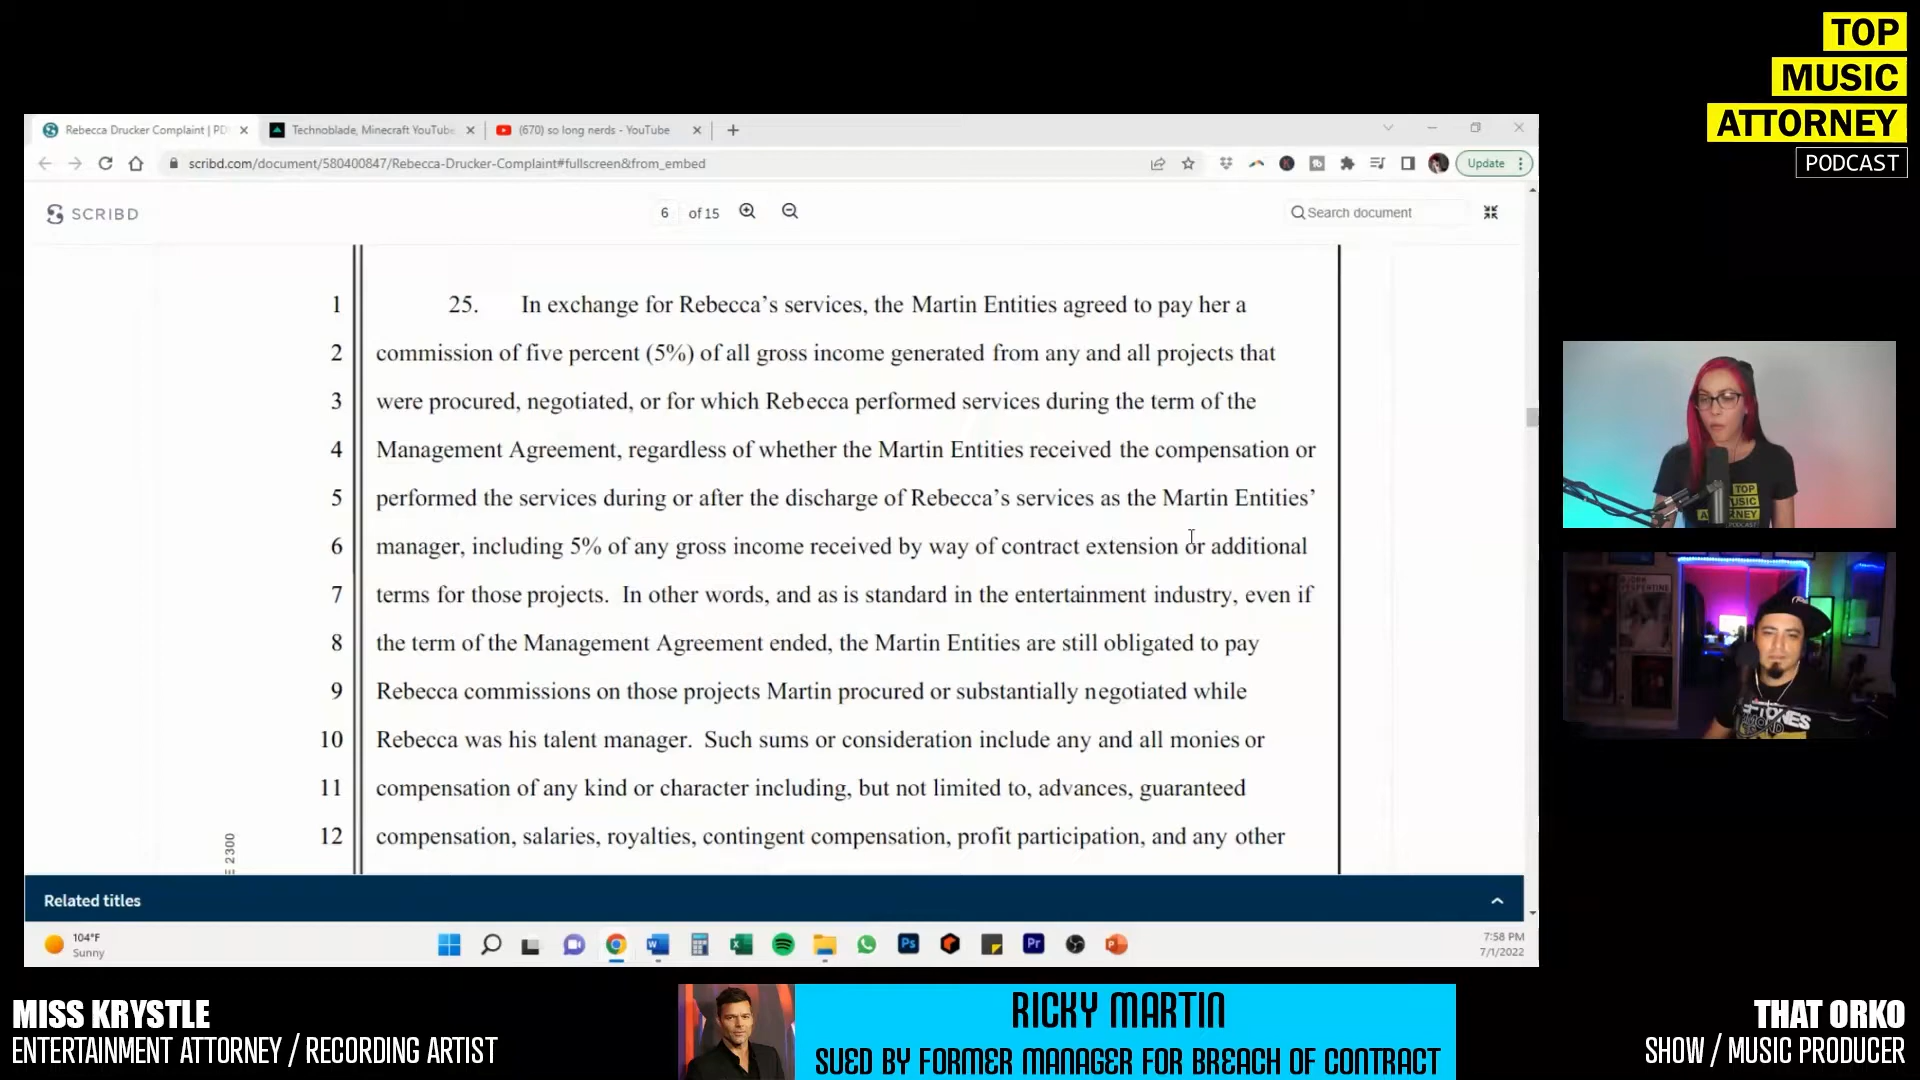 TOP
MUSIC
ATTORNEY
PODCAST
Rebecca Drucker Complaint | PD
Technoblade, Minecraft YouTube
(670) so long nerds - YouTube
scribd.com/document/580400847/Rebecca-Drucker-Complaint#fullscreen&from_embed
Update
SCRIBD
6 of 15
Search document
1 25. In exchange for Rebecca’s services, the Martin Entities agreed to pay her a
2 commission of five percent (5%) of all gross income generated from any and all projects that
3 were procured, negotiated, or for which Rebecca performed services during the term of the
4 Management Agreement, regardless of whether the Martin Entities received the compensation or
5 performed the services during or after the discharge of Rebecca’s services as the Martin Entities’
6 manager, including 5% of any gross income received by way of contract extension or additional
7 terms for those projects. In other words, and as is standard in the entertainment industry, even if
8 the term of the Management Agreement ended, the Martin Entities are still obligated to pay
9 Rebecca commissions on those projects Martin procured or substantially negotiated while
10 Rebecca was his talent manager. Such sums or consideration include any and all monies or
11 compensation of any kind or character including, but not limited to, advances, guaranteed
12 compensation, salaries, royalties, contingent compensation, profit participation, and any other
E 2300
Related titles
104°F
Sunny
7:58 PM
7/1/2022
TOP
MUSIC
ATTORNEY
PODCAST
DEFTONES
MISS KRYSTLE
ENTERTAINMENT ATTORNEY / RECORDING ARTIST
RICKY MARTIN
SUED BY FORMER MANAGER FOR BREACH OF CONTRACT
THAT ORKO
SHOW / MUSIC PRODUCER